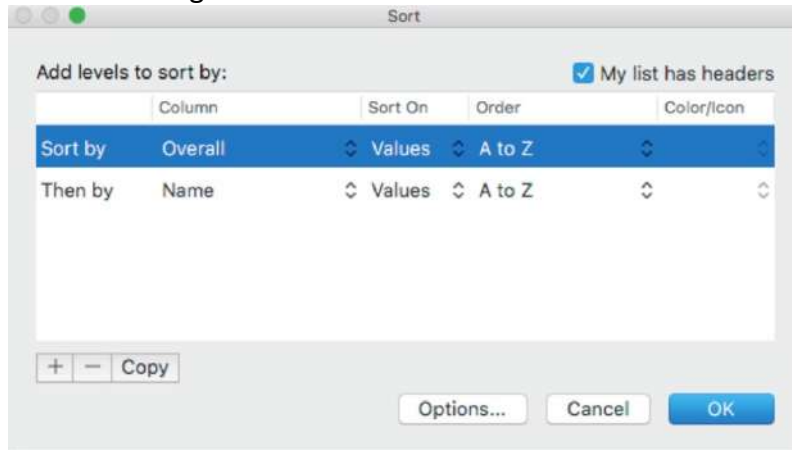 Sort
Add levels to sort by: My list has headers
Column Sort On Order Color/Icon
Sort by Overall Values A to Z
Then by Name Values A to Z
+ − Copy
Options... Cancel OK